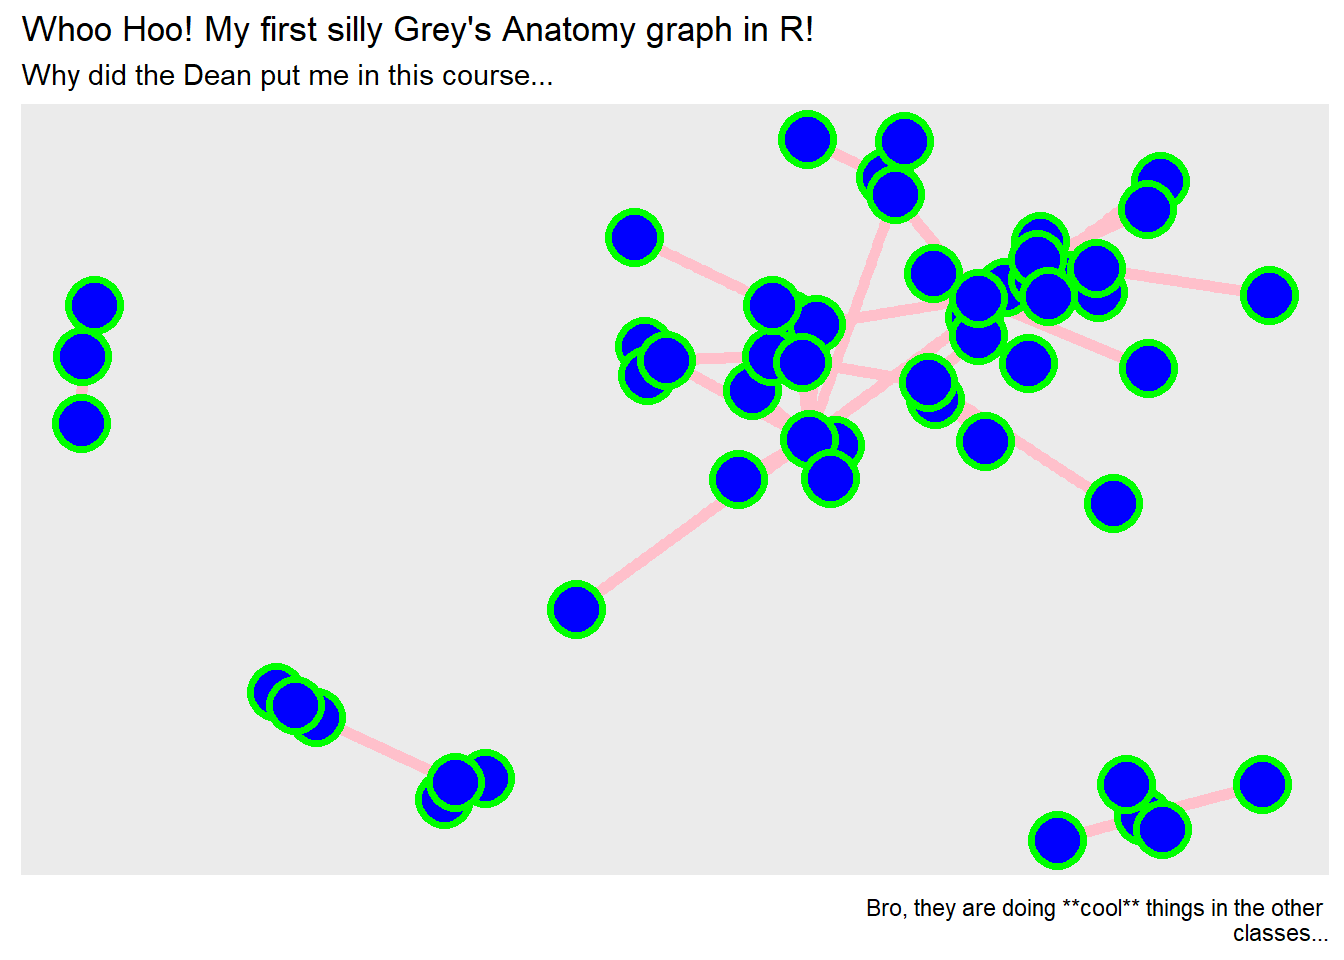 Whoo Hoo! My first silly Grey's Anatomy graph in R!
Why did the Dean put me in this course...
Bro, they are doing **cool** things in the other
classes...